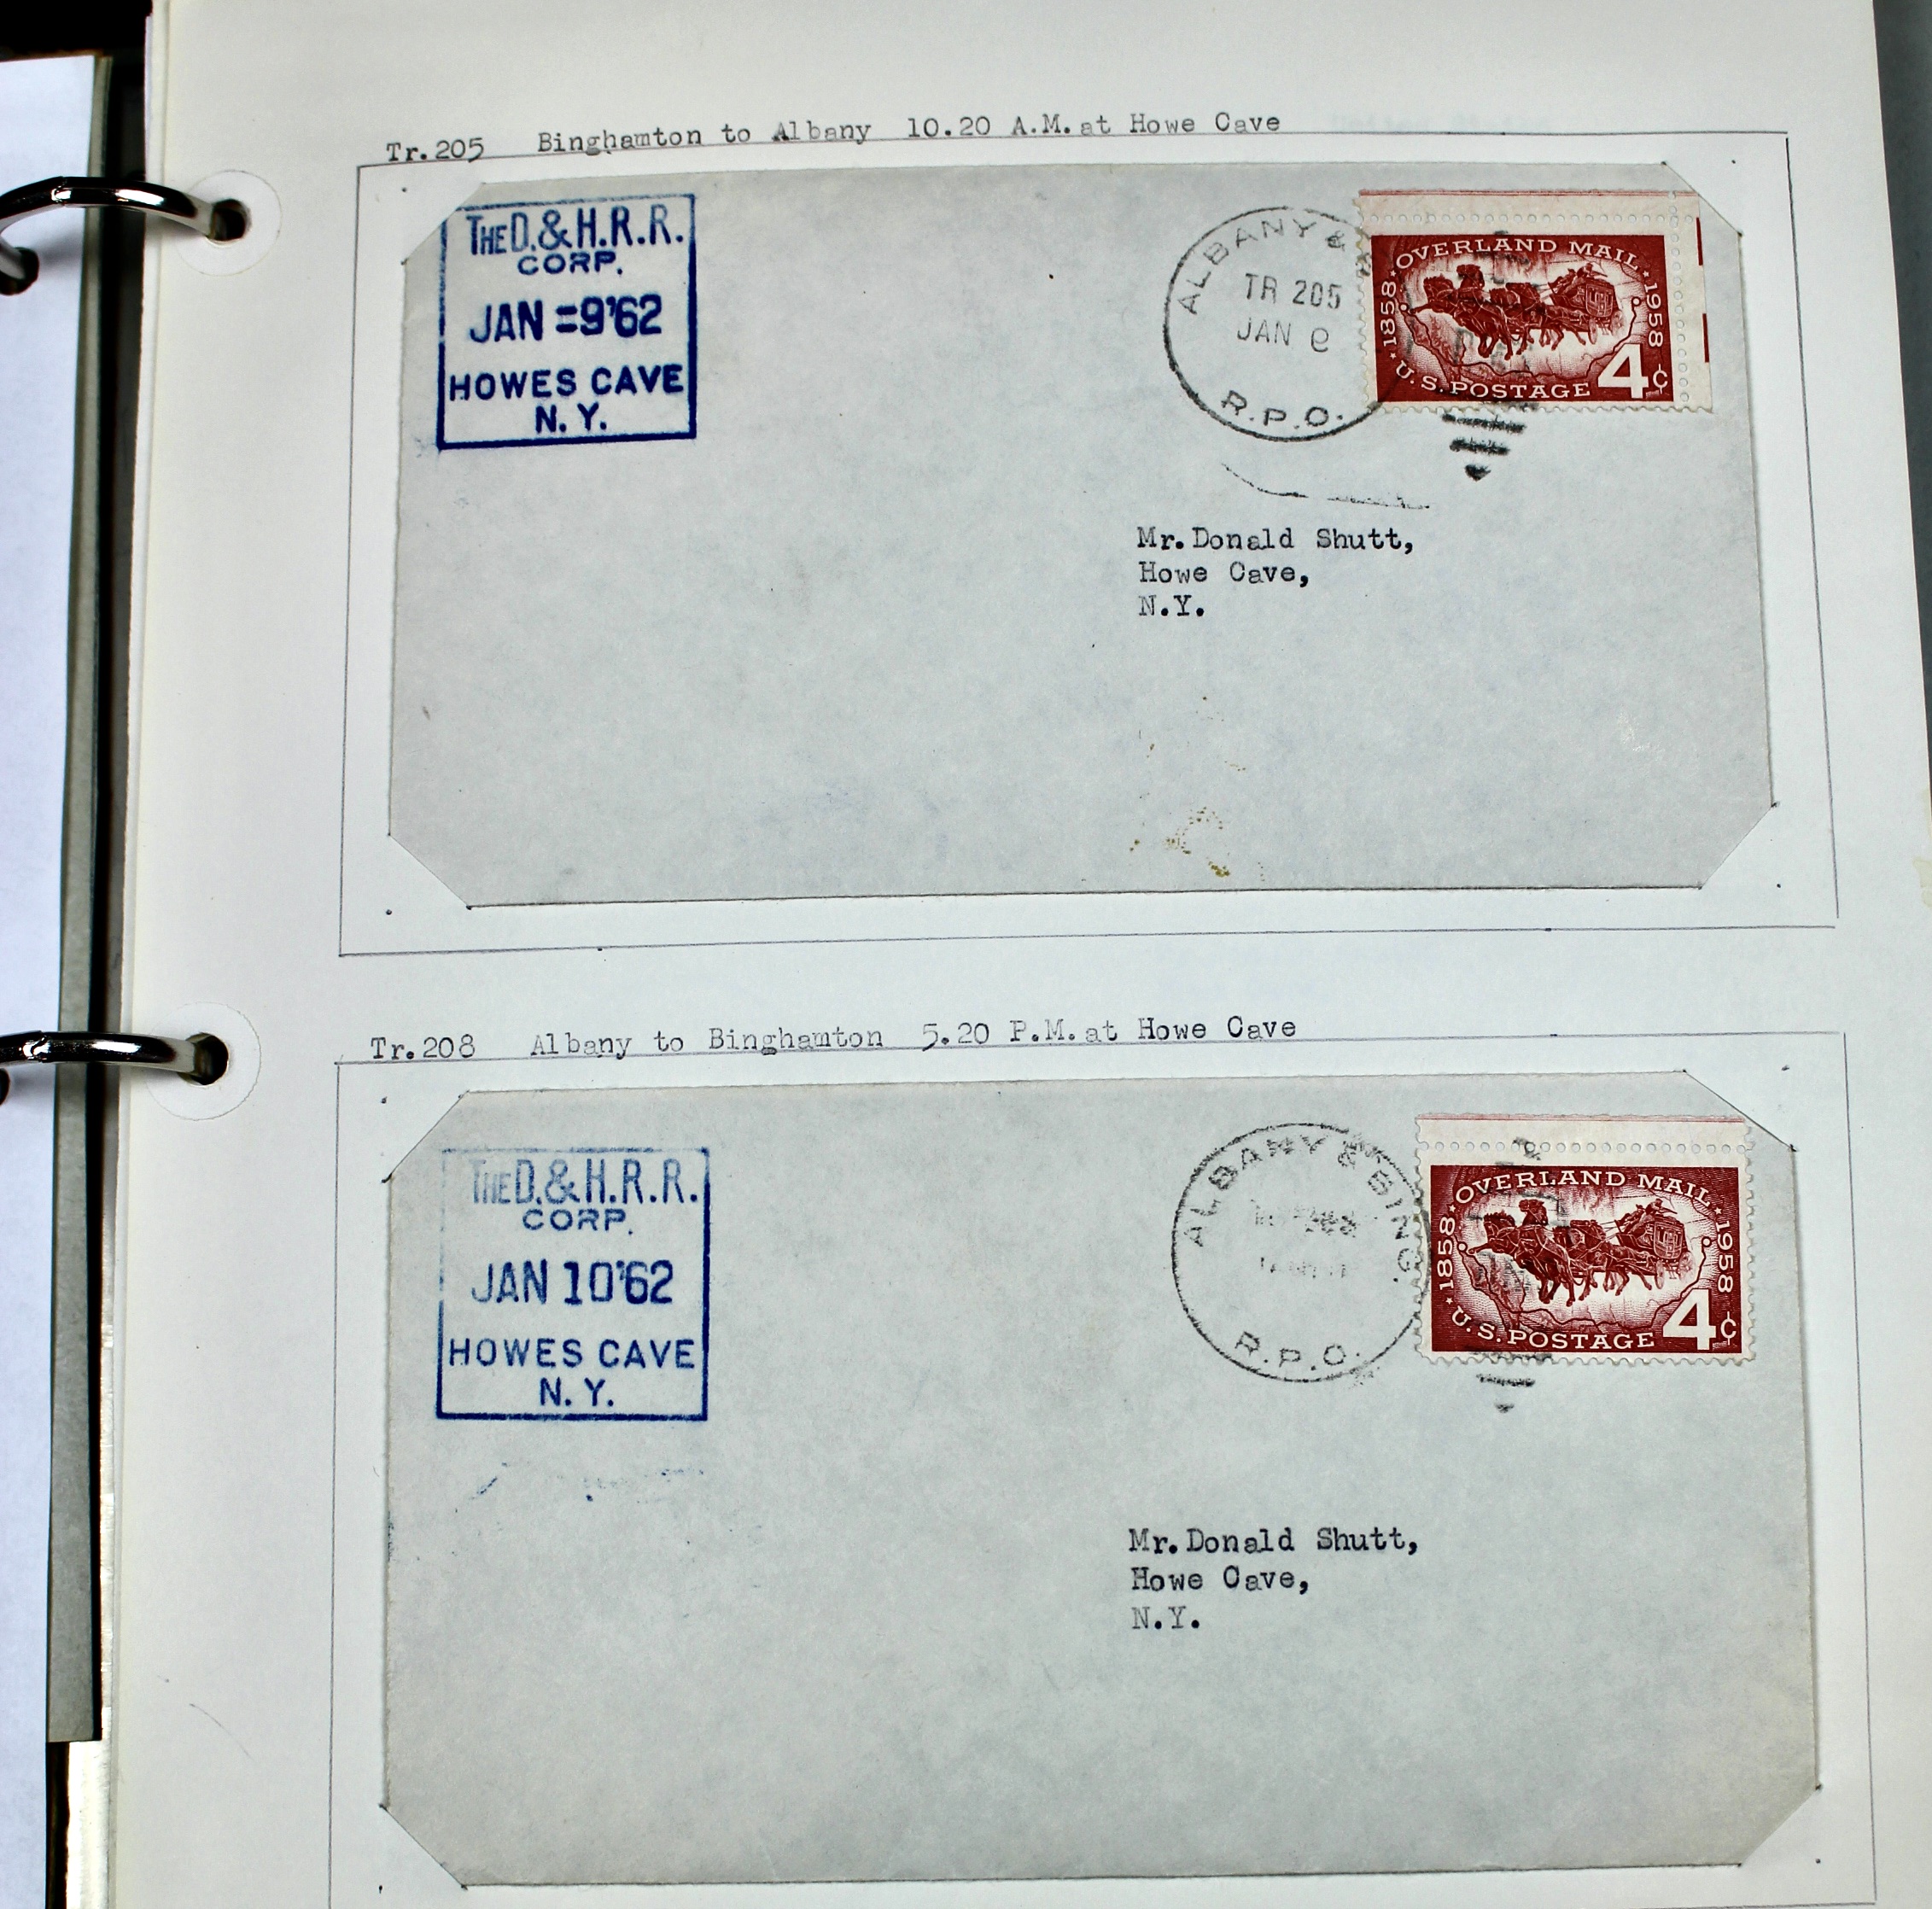 Tr.205 Binghamton to Albany 10.20 A.M. at Howe Cave
THE D. & H. R. R.
CORP.
JAN =9'62
HOWES CAVE
N. Y.
ALBANY &
TR 205
JAN 9
R.P.O.
OVERLAND MAIL
1858
1958
U.S. POSTAGE 4¢
Mr. Donald Shutt,
Howe Cave,
N.Y.
Tr.208 Albany to Binghamton 5.20 P.M. at Howe Cave
THE D. & H. R. R.
CORP.
JAN 10'62
HOWES CAVE
N. Y.
ALBANY & BING.
R.P.O.
OVERLAND MAIL
1858
1958
U.S. POSTAGE 4¢
Mr. Donald Shutt,
Howe Cave,
N.Y.